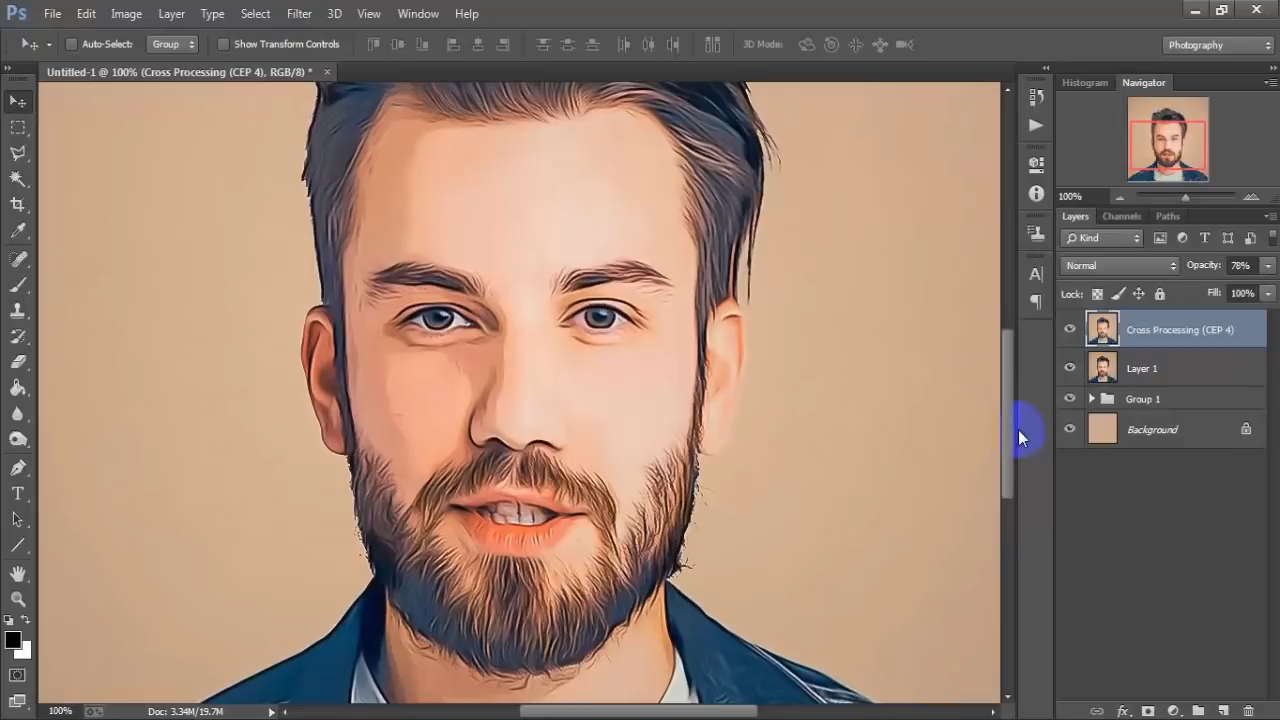 Ps File Edit Image Layer Type Select Filter 3D View Window Help
Auto-Select: Group Show Transform Controls 3D Mode: Photography
Untitled-1 @ 100% (Cross Processing (CEP 4), RGB/8) * ×
Histogram Navigator
100%
Layers Channels Paths
Kind
Normal Opacity: 78%
Lock: Fill: 100%
Cross Processing (CEP 4)
Layer 1
Group 1
Background
100% Doc: 3.34M/19.7M